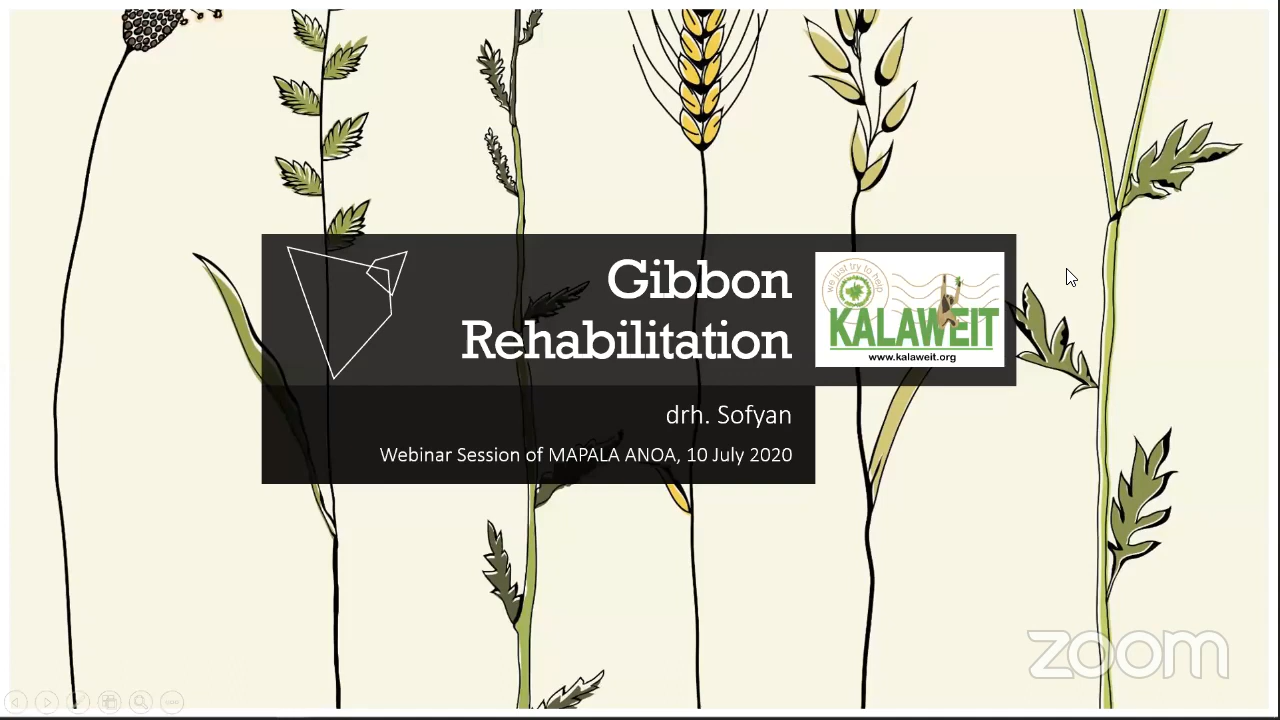 Gibbon
Rehabilitation
we just try to help
KALAWEIT
www.kalaweit.org
drh. Sofyan
Webinar Session of MAPALA ANOA, 10 July 2020
zoom